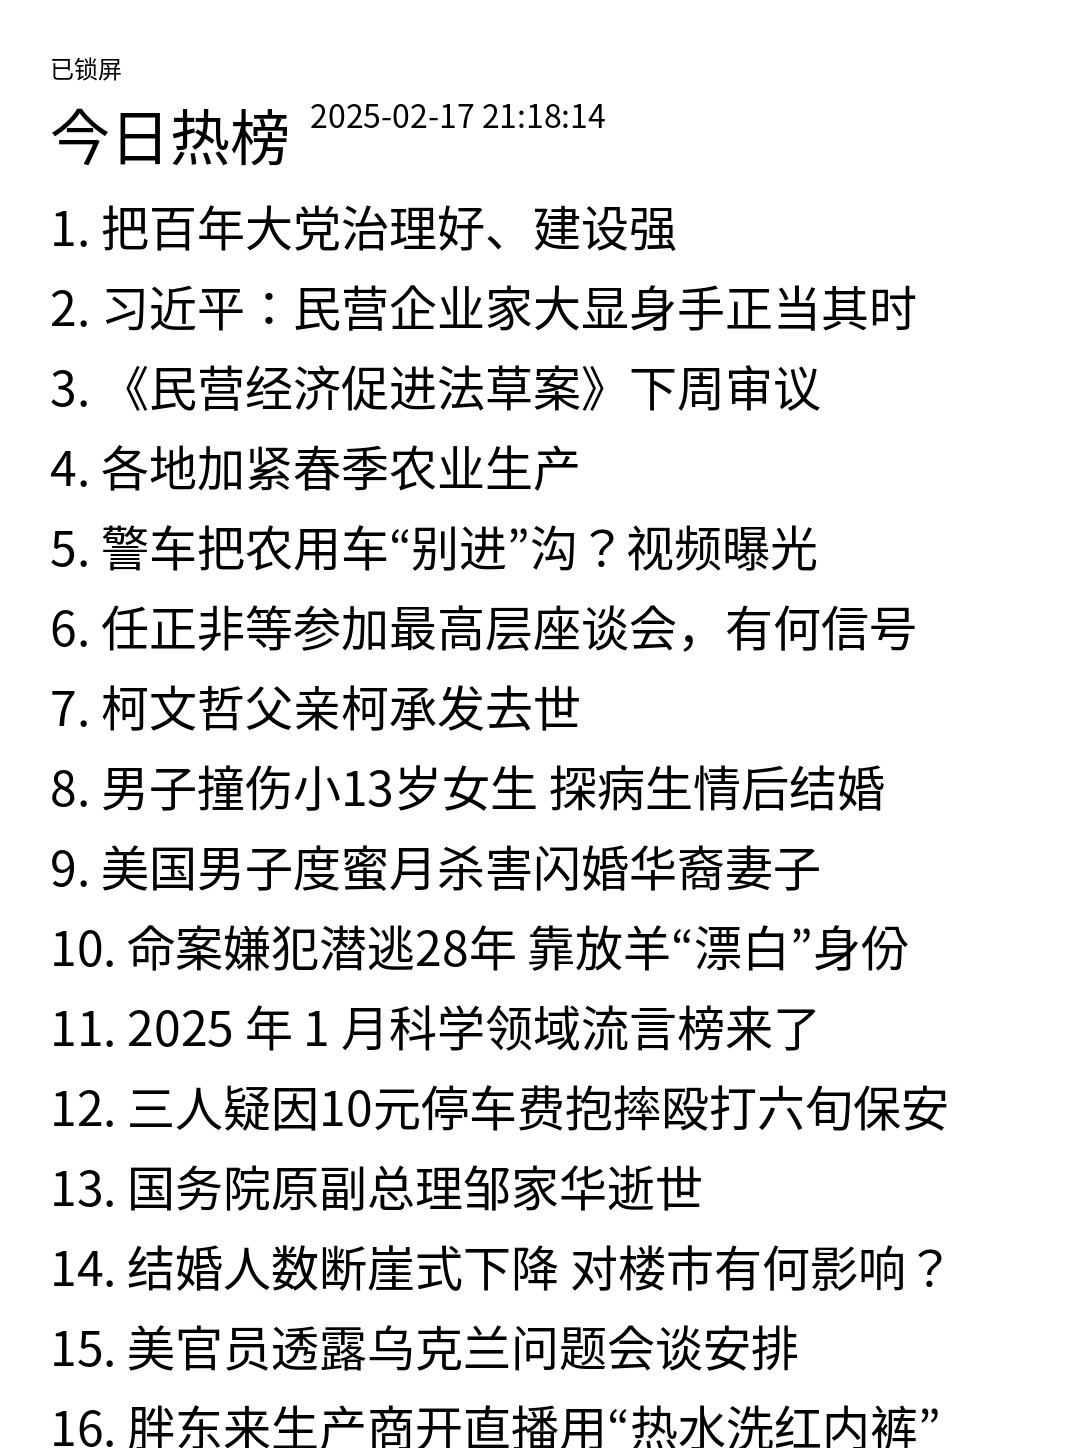 已锁屏
今日热榜 2025-02-17 21:18:14
1. 把百年大党治理好、建设强
2. 习近平：民营企业家大显身手正当其时
3. 《民营经济促进法草案》下周审议
4. 各地加紧春季农业生产
5. 警车把农用车“别进”沟？视频曝光
6. 任正非等参加最高层座谈会，有何信号
7. 柯文哲父亲柯承发去世
8. 男子撞伤小13岁女生 探病生情后结婚
9. 美国男子度蜜月杀害闪婚华裔妻子
10. 命案嫌犯潜逃28年 靠放羊“漂白”身份
11. 2025 年 1 月科学领域流言榜来了
12. 三人疑因10元停车费抱摔殴打六旬保安
13. 国务院原副总理邹家华逝世
14. 结婚人数断崖式下降 对楼市有何影响？
15. 美官员透露乌克兰问题会谈安排
16. 胖东来生产商开直播用“热水洗红内裤”